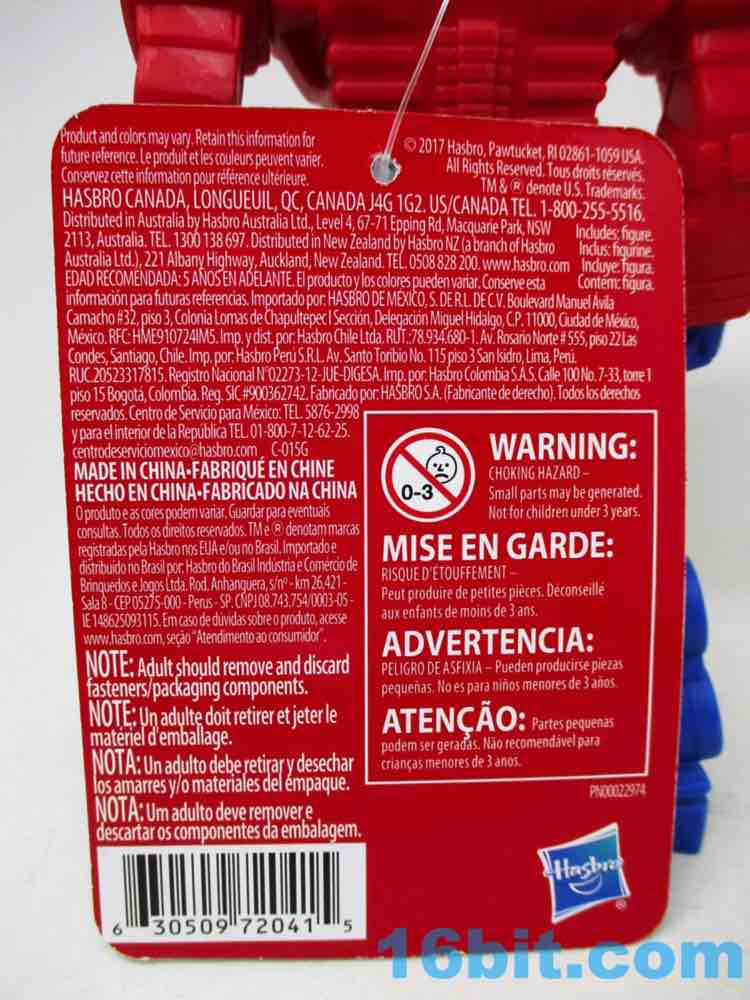 Product and colors may vary. Retain this information for
future reference. Le produit et les couleurs peuvent varier.
Conservez cette information pour référence ultérieure.
© 2017 Hasbro, Pawtucket, RI 02861-1059 USA.
All Rights Reserved. Tous droits réservés.
TM & ® denote U.S. Trademarks.
HASBRO CANADA, LONGUEUIL, QC, CANADA J4G 1G2. US/CANADA TEL. 1-800-255-5516.
Distributed in Australia by Hasbro Australia Ltd., Level 4, 67-71 Epping Rd, Macquarie Park, NSW
2113, Australia. TEL. 1300 138 697. Distributed in New Zealand by Hasbro NZ (a branch of Hasbro
Australia Ltd.), 221 Albany Highway, Auckland, New Zealand. TEL. 0508 828 200. www.hasbro.com
Includes: figure.
Inclus: figurine.
Incluye: figura.
Contém: figura.
EDAD RECOMENDADA: 5 AÑOS EN ADELANTE. El producto y los colores pueden variar. Conserve esta
información para futuras referencias. Importado por: HASBRO DE MEXICO, S. DE R.L. DE C.V. Boulevard Manuel Avila
Camacho #32, piso 3, Colonia Lomas de Chapultepec I Sección, Delegación Miguel Hidalgo, C.P. 11000, Ciudad de México,
México. RFC: HME910724IM5. Imp. y dist. por: Hasbro Chile Ltda. RUT.:78.934.680-1. Av. Rosario Norte # 555, piso 22 Las
Condes, Santiago, Chile. Imp. por: Hasbro Perú S.R.L. Av. Santo Toribio No. 115 piso 3 San Isidro, Lima, Perú.
RUC.20523317815. Registro Nacional N°02273-12-JUE-DIGESA. Imp. por: Hasbro Colombia S.A.S. Calle 100 No. 7-33, torre 1
piso 15 Bogotá, Colombia. Reg. SIC #900362742. Fabricado por: HASBRO S.A. (Fabricante de derecho). Todos los derechos
reservados. Centro de Servicio para México: TEL. 5876-2998
y para el interior de la República TEL. 01-800-7-12-62-25.
centrodeserviciomexico@hasbro.com C-015G
MADE IN CHINA•FABRIQUÉ EN CHINE
HECHO EN CHINA•FABRICADO NA CHINA
O produto e as cores podem variar. Guardar para eventuais
consultas. Todos os direitos reservados. TM e ® denotam marcas
registradas pela Hasbro nos EUA e/ou no Brasil. Importado e
distribuído no Brasil por: Hasbro do Brasil Indústria e Comércio de
Brinquedos e Jogos Ltda. Rod. Anhanguera, s/nº - km 26,421 -
Sala 8 - CEP 05275-000 - Perus - SP. CNPJ 08.743.754/0003-05 -
IE 148625093115. Em caso de dúvidas sobre o produto, acesse
www.hasbro.com, seção "Atendimento ao consumidor".
NOTE: Adult should remove and discard
fasteners/packaging components.
NOTE: Un adulte doit retirer et jeter le
matériel d'emballage.
NOTA: Un adulto debe retirar y desechar
los amarres y/o materiales del empaque.
NOTA: Um adulto deve remover e
descartar os componentes da embalagem.
0-3
WARNING:
CHOKING HAZARD –
Small parts may be generated.
Not for children under 3 years.
MISE EN GARDE:
RISQUE D'ÉTOUFFEMENT –
Peut produire de petites pièces. Déconseillé
aux enfants de moins de 3 ans.
ADVERTENCIA:
PELIGRO DE ASFIXIA – Pueden producirse piezas
pequeñas. No es para niños menores de 3 años.
ATENÇÃO: Partes pequenas
podem ser geradas. Não recomendável para
crianças menores de 3 anos.
PN00022974
6 30509 72041 5
Hasbro
®
16bit.com